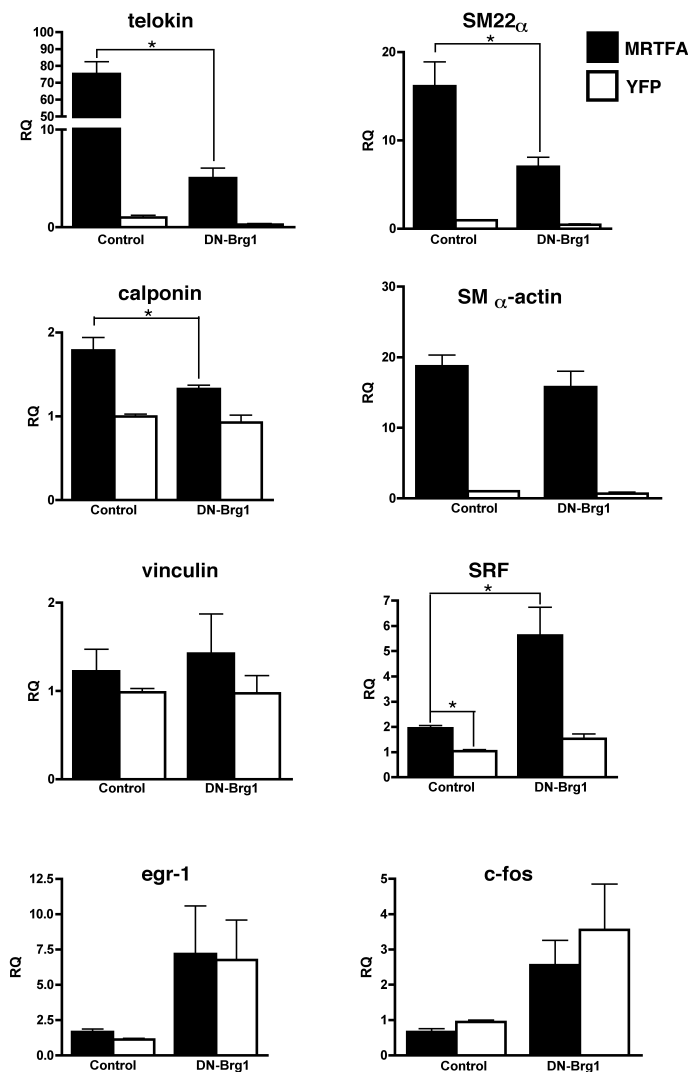 telokin
SM22α
MRTFA
YFP
RQ
100
90
80
70
60
50
10
0
*
Control
DN-Brg1
RQ
20
10
0
*
Control
DN-Brg1
calponin
RQ
2
1
0
*
Control
DN-Brg1
SM α-actin
RQ
30
20
10
0
Control
DN-Brg1
vinculin
RQ
2
1
0
Control
DN-Brg1
SRF
RQ
7
6
5
4
3
2
1
0
*
*
Control
DN-Brg1
egr-1
RQ
12.5
10.0
7.5
5.0
2.5
0.0
Control
DN-Brg1
c-fos
RQ
5
4
3
2
1
0
Control
DN-Brg1